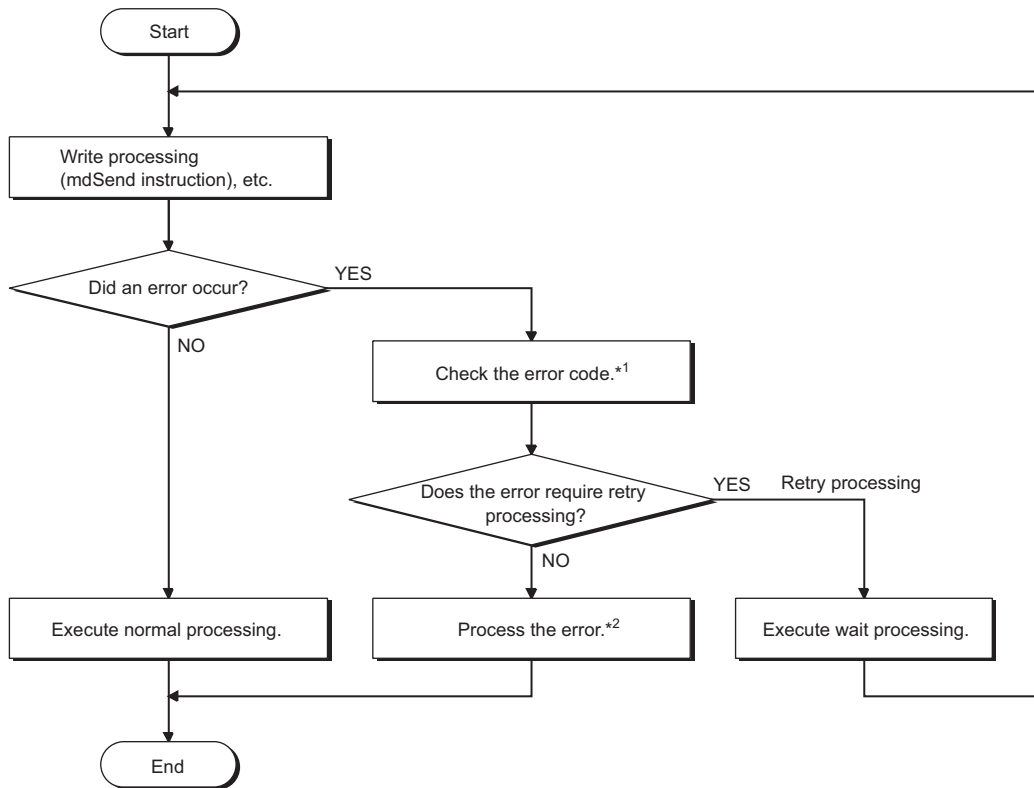 Start
Write processing
(mdSend instruction), etc.
Did an error occur?
YES
NO
Check the error code.*1
Does the error require retry
processing?
YES
Retry processing
NO
Execute normal processing.
Process the error.*2
Execute wait processing.
End